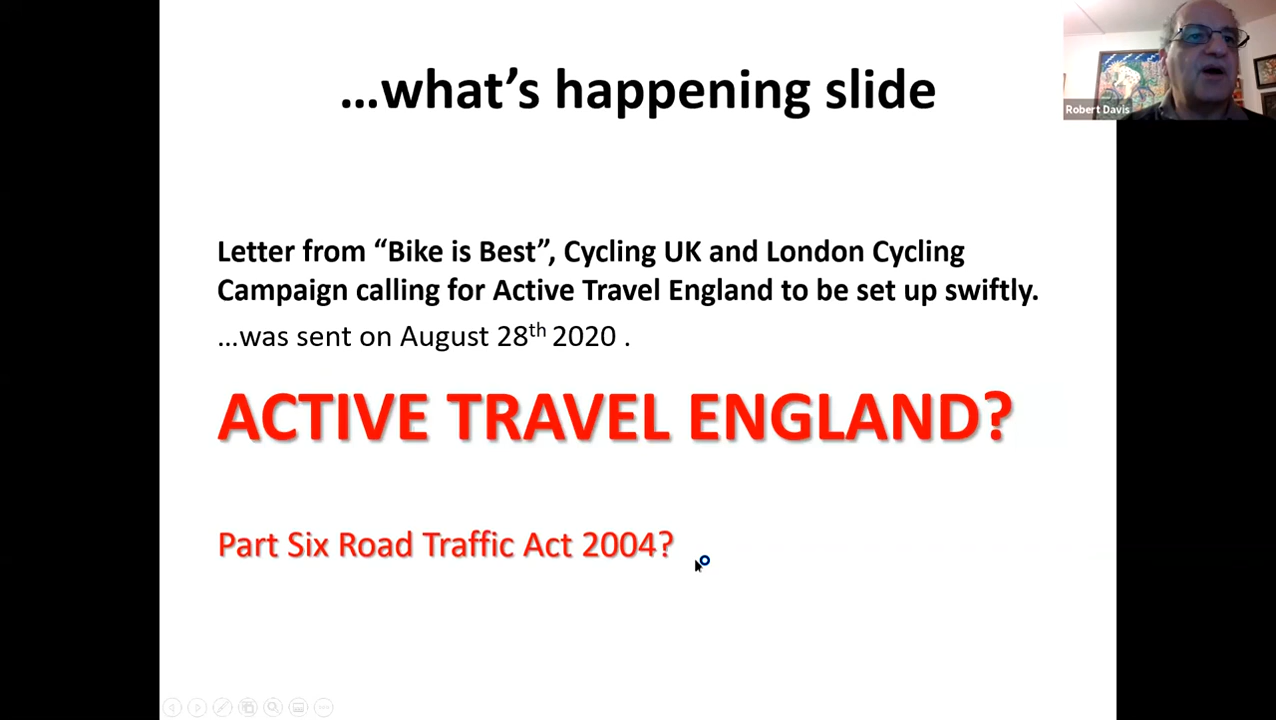 ...what's happening slide
Robert Davis
Letter from “Bike is Best”, Cycling UK and London Cycling
Campaign calling for Active Travel England to be set up swiftly.
...was sent on August 28th 2020 .
ACTIVE TRAVEL ENGLAND?
Part Six Road Traffic Act 2004?